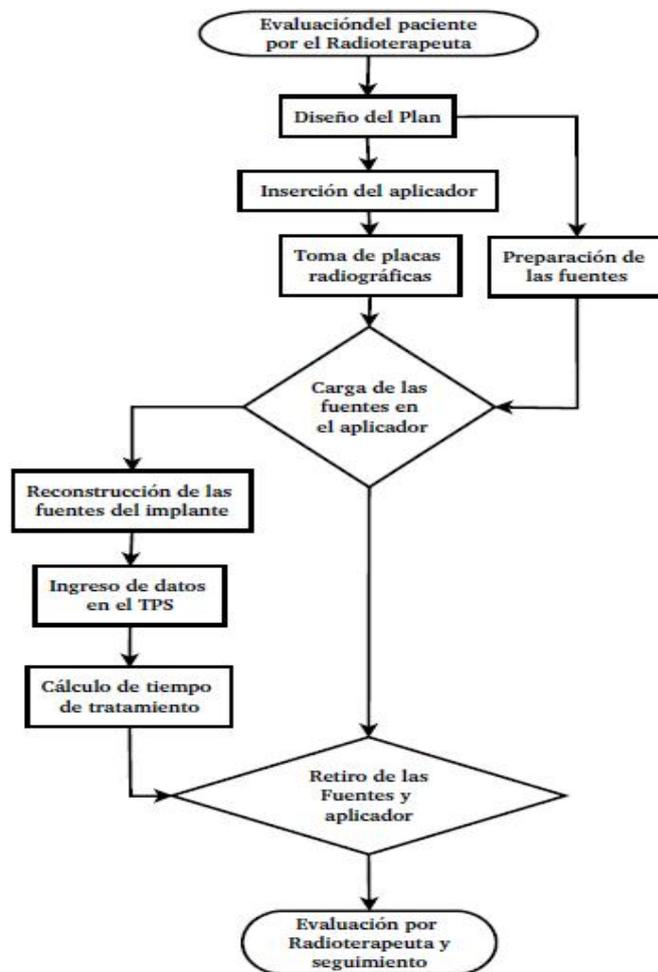 Evaluacióndel paciente
por el Radioterapeuta
Diseño del Plan
Inserción del aplicador
Toma de placas
radiográficas
Preparación de
las fuentes
Carga de las
fuentes en
el aplicador
Reconstrucción de las
fuentes del implante
Ingreso de datos
en el TPS
Cálculo de tiempo
de tratamiento
Retiro de las
Fuentes y
aplicador
Evaluación por
Radioterapeuta y
seguimiento